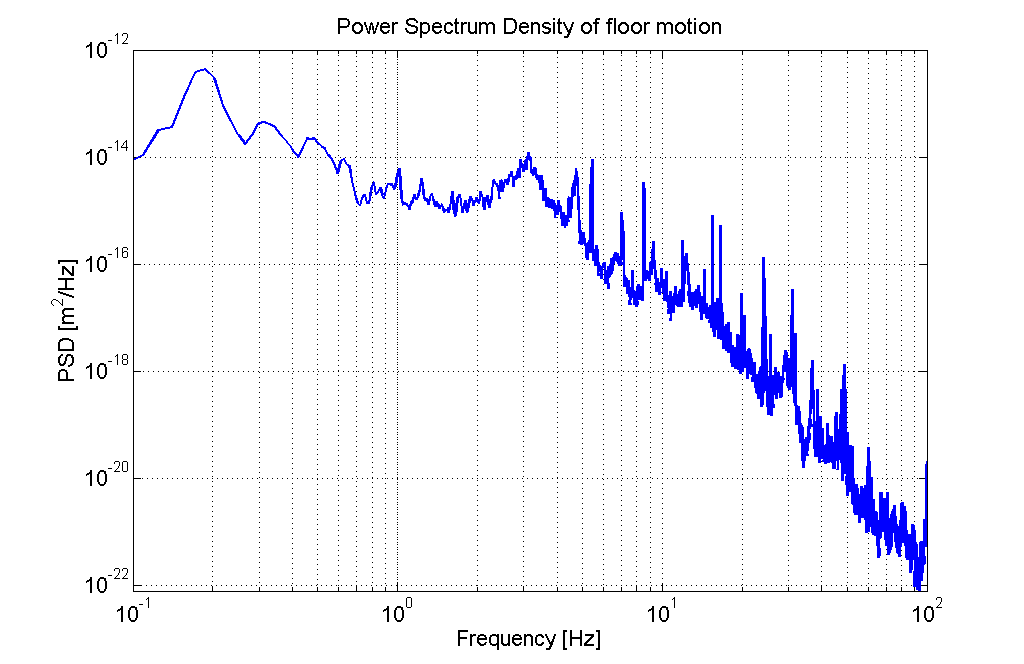 Power Spectrum Density of floor motion
10^-12
10^-14
10^-16
10^-18
10^-20
10^-22
PSD [m^2/Hz]
10^-1 10^0 10^1 10^2
Frequency [Hz]